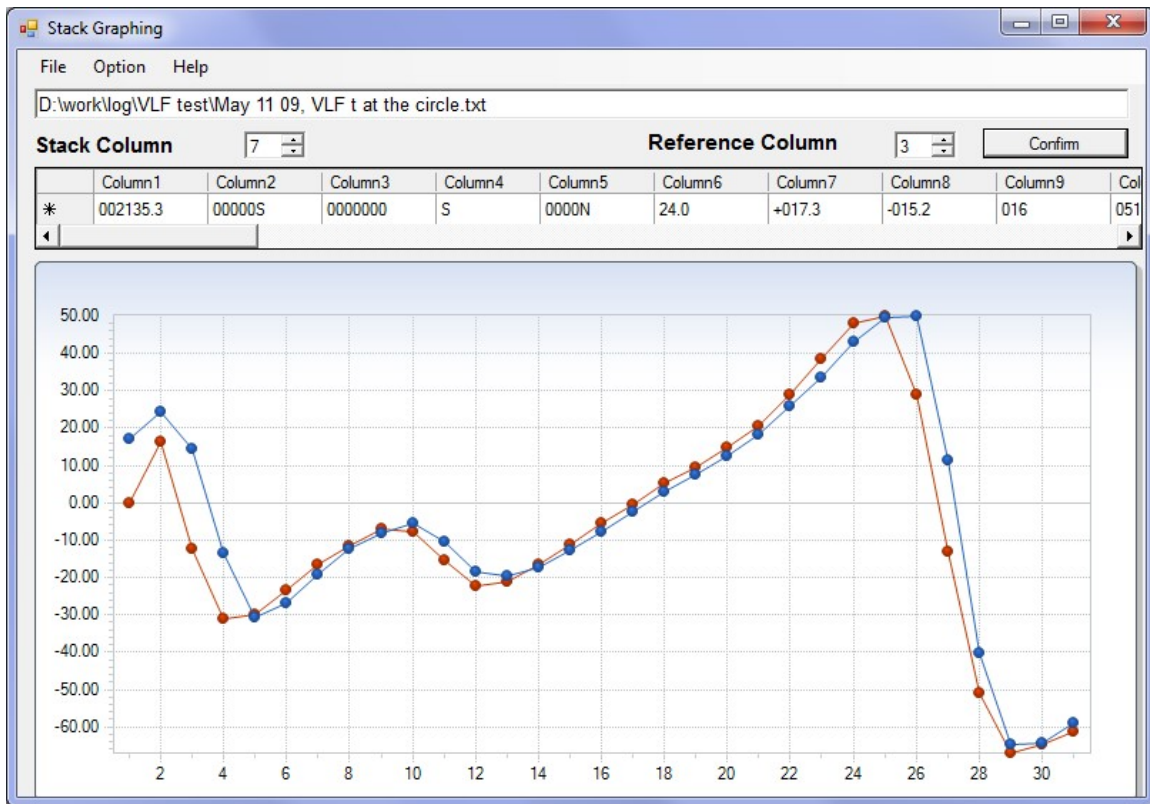 Stack Graphing
File Option Help
D:\work\log\VLF test\May 11 09, VLF t at the circle.txt
Stack Column 7 Reference Column 3 Confirm
Column1 Column2 Column3 Column4 Column5 Column6 Column7 Column8 Column9 Col
* 002135.3 00000S 0000000 S 0000N 24.0 +017.3 -015.2 016 051
50.00
40.00
30.00
20.00
10.00
0.00
-10.00
-20.00
-30.00
-40.00
-50.00
-60.00
2 4 6 8 10 12 14 16 18 20 22 24 26 28 30